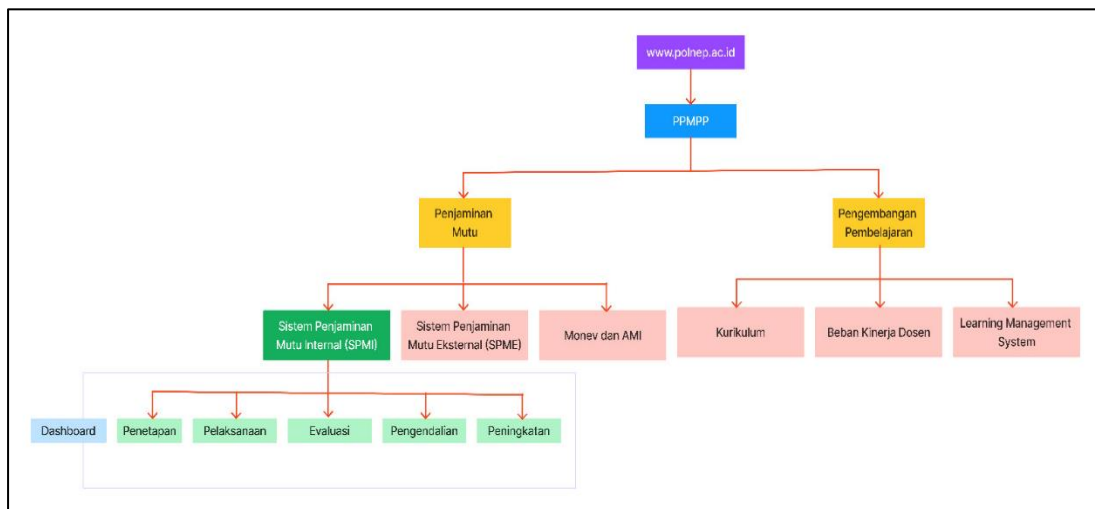 www.polnep.ac.id
PPMPP
Penjaminan
Mutu
Pengembangan
Pembelajaran
Sistem Penjaminan
Mutu Internal (SPMI)
Sistem Penjaminan
Mutu Eksternal (SPME)
Monev dan AMI
Kurikulum
Beban Kinerja Dosen
Learning Management
System
Dashboard
Penetapan
Pelaksanaan
Evaluasi
Pengendalian
Peningkatan